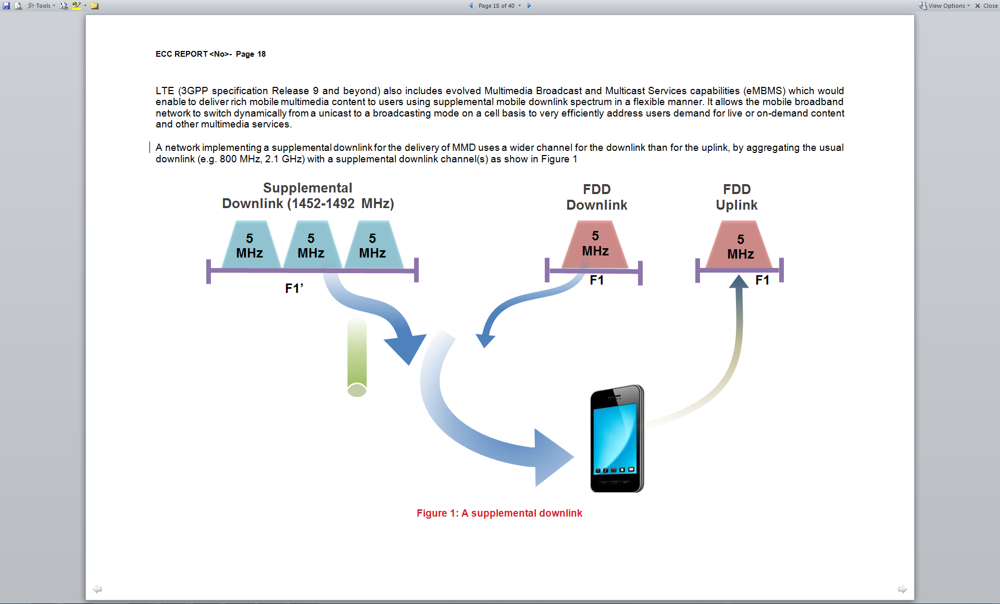 Tools
Page 18 of 40
View Options
Close
ECC REPORT <No>- Page 18
LTE (3GPP specification Release 9 and beyond) also includes evolved Multimedia Broadcast and Multicast Services capabilities (eMBMS) which would
enable to deliver rich mobile multimedia content to users using supplemental mobile downlink spectrum in a flexible manner. It allows the mobile broadband
network to switch dynamically from a unicast to a broadcasting mode on a cell basis to very efficiently address users demand for live or on-demand content
and other multimedia services.
A network implementing a supplemental downlink for the delivery of MMD uses a wider channel for the downlink than for the uplink, by aggregating the usual
downlink (e.g. 800 MHz, 2.1 GHz) with a supplemental downlink channel(s) as show in Figure 1
Supplemental
Downlink (1452-1492 MHz)
FDD
Downlink
FDD
Uplink
5
MHz
5
MHz
5
MHz
5
MHz
5
MHz
F1’
F1
F1
Figure 1: A supplemental downlink